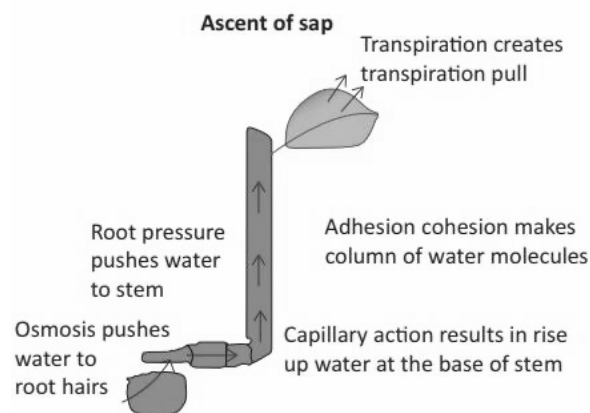 Ascent of sap
Transpiration creates
transpiration pull
Root pressure
pushes water
to stem
Adhesion cohesion makes
column of water molecules
Osmosis pushes
water to
root hairs
Capillary action results in rise
up water at the base of stem